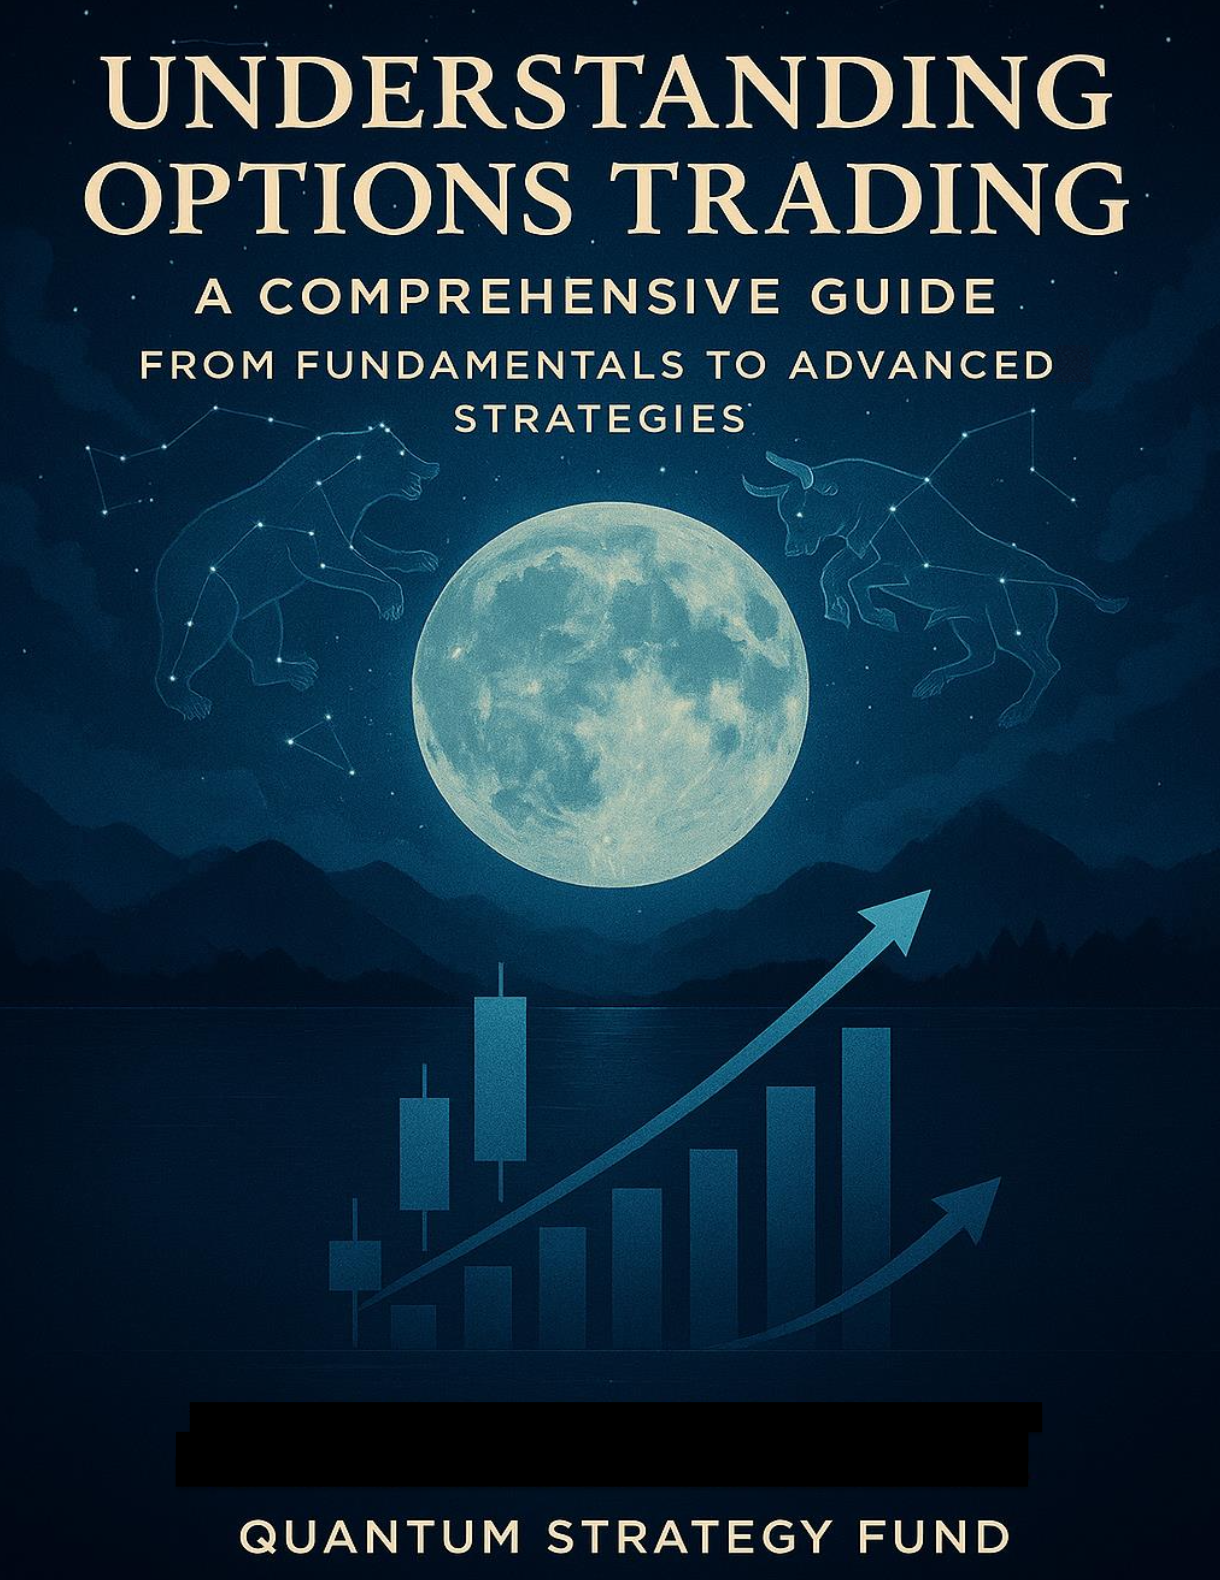 UNDERSTANDING
OPTIONS TRADING
A COMPREHENSIVE GUIDE
FROM FUNDAMENTALS TO ADVANCED
STRATEGIES
QUANTUM STRATEGY FUND